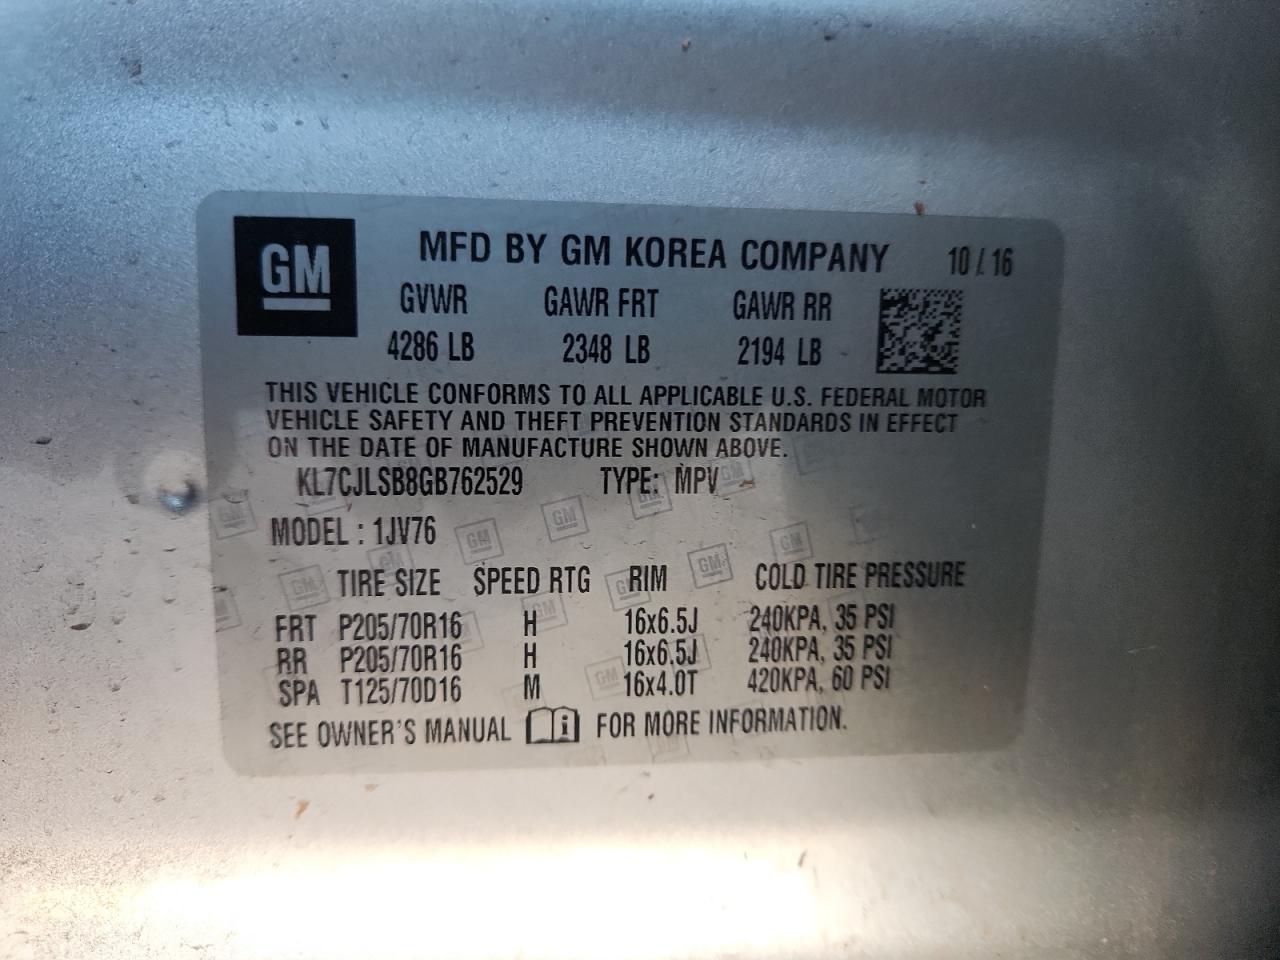 GM
MFD BY GM KOREA COMPANY 10 / 16
GVWR GAWR FRT GAWR RR
4286 LB 2348 LB 2194 LB
THIS VEHICLE CONFORMS TO ALL APPLICABLE U.S. FEDERAL MOTOR
VEHICLE SAFETY AND THEFT PREVENTION STANDARDS IN EFFECT
ON THE DATE OF MANUFACTURE SHOWN ABOVE.
KL7CJLSB8GB762529 TYPE: MPV
MODEL : 1JV76
TIRE SIZE SPEED RTG RIM COLD TIRE PRESSURE
FRT P205/70R16 H 16x6.5J 240KPA, 35 PSI
RR P205/70R16 H 16x6.5J 240KPA, 35 PSI
SPA T125/70D16 M 16x4.0T 420KPA, 60 PSI
SEE OWNER'S MANUAL FOR MORE INFORMATION.